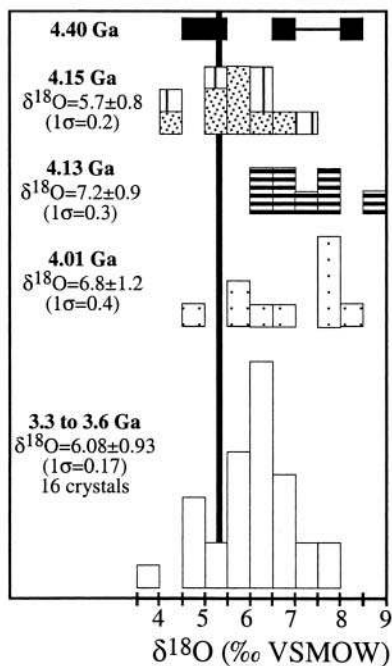 4.40 Ga
4.15 Ga
δ18O=5.7±0.8
(1σ=0.2)
4.13 Ga
δ18O=7.2±0.9
(1σ=0.3)
4.01 Ga
δ18O=6.8±1.2
(1σ=0.4)
3.3 to 3.6 Ga
δ18O=6.08±0.93
(1σ=0.17)
16 crystals
4 5 6 7 8 9
δ18O (‰ VSMOW)